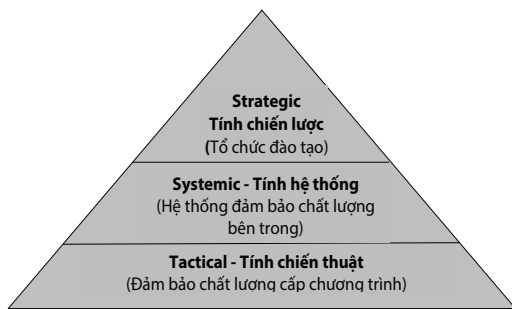 Strategic
Tính chiến lược
(Tổ chức đào tạo)
Systemic - Tính hệ thống
(Hệ thống đảm bảo chất lượng
bên trong)
Tactical - Tính chiến thuật
(Đảm bảo chất lượng cấp chương trình)